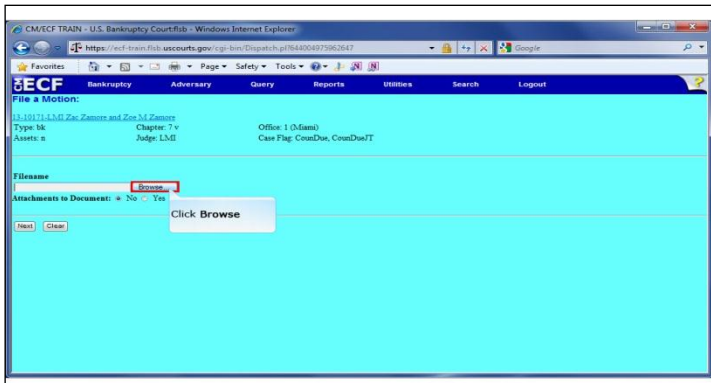 CM/ECF TRAIN - U.S. Bankruptcy Court:flsb - Windows Internet Explorer
https://ecf-train.flsb.uscourts.gov/cgi-bin/Dispatch.pl?644004975962647
Google
Favorites Page Safety Tools
ECF Bankruptcy Adversary Query Reports Utilities Search Logout ?
File a Motion:
13-10171-LMI Zac Zamore and Zoe M Zamore
Type: bk Chapter: 7 v Office: 1 (Miami)
Assets: n Judge: LMI Case Flag: CounDue, CounDueJT
Filename
Browse...
Attachments to Document: No Yes
Click Browse
Next Clear